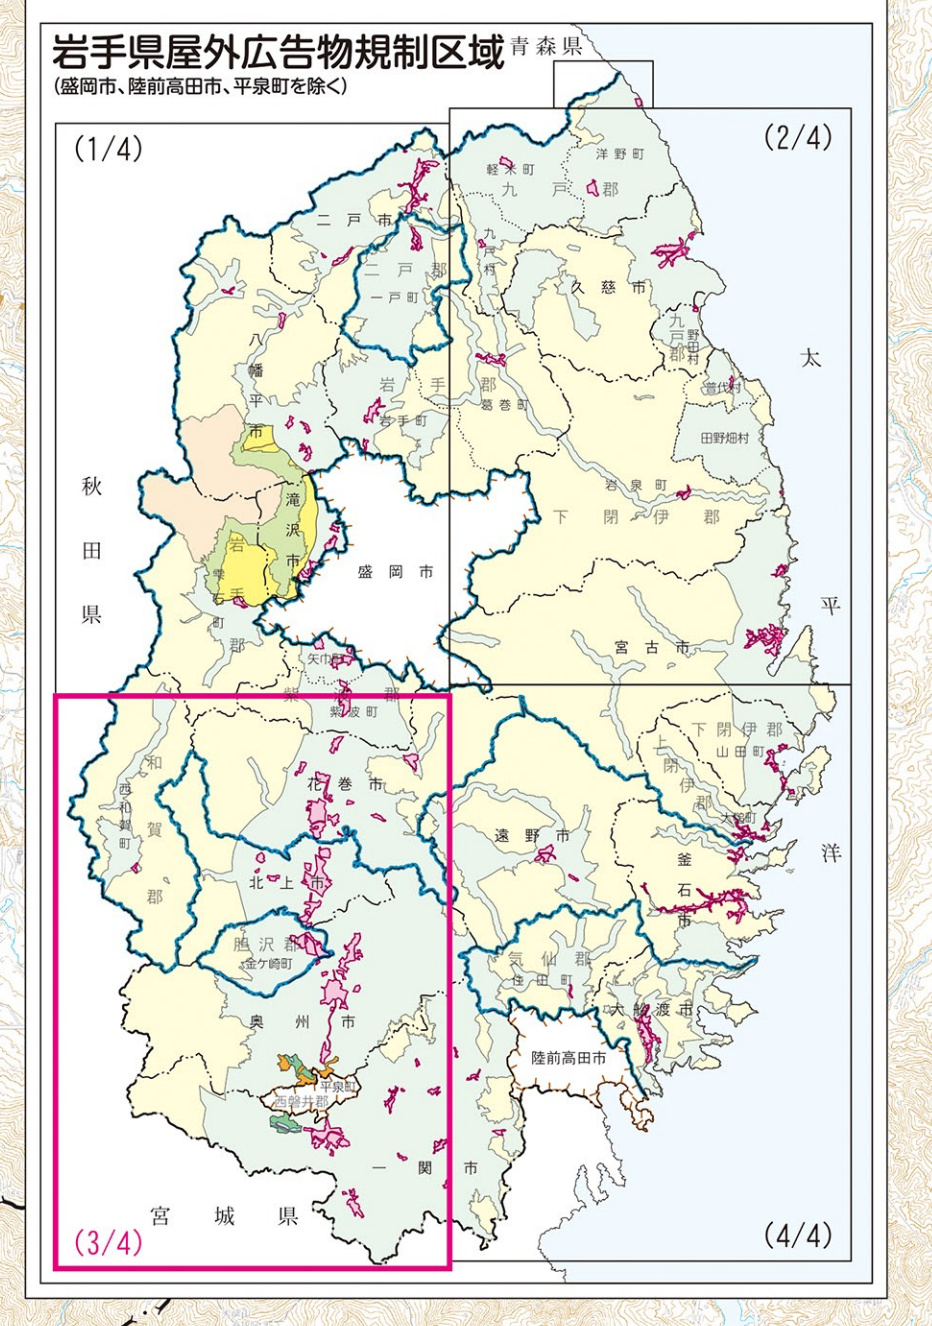 岩手県屋外広告物規制区域
(盛岡市、陸前高田市、平泉町を除く)
青森県
(1/4)
(2/4)
洋野町
軽米町
九戸郡
二戸市
九戸村
二戸郡
一戸町
久慈市
九戸郡
野田村
八幡平市
岩手郡
葛巻町
岩手町
普代村
田野畑村
太平洋
秋田県
滝沢市
岩泉町
下閉伊郡
岩手郡
雫石町
盛岡市
宮古市
矢巾町
紫波郡
紫波町
下閉伊郡
山田町
上閉伊郡
大槌町
和賀郡
西和賀町
花巻市
遠野市
釜石市
北上市
胆沢郡
金ケ崎町
気仙郡
住田町
大船渡市
奥州市
陸前高田市
平泉町
西磐井郡
一関市
宮城県
(3/4)
(4/4)